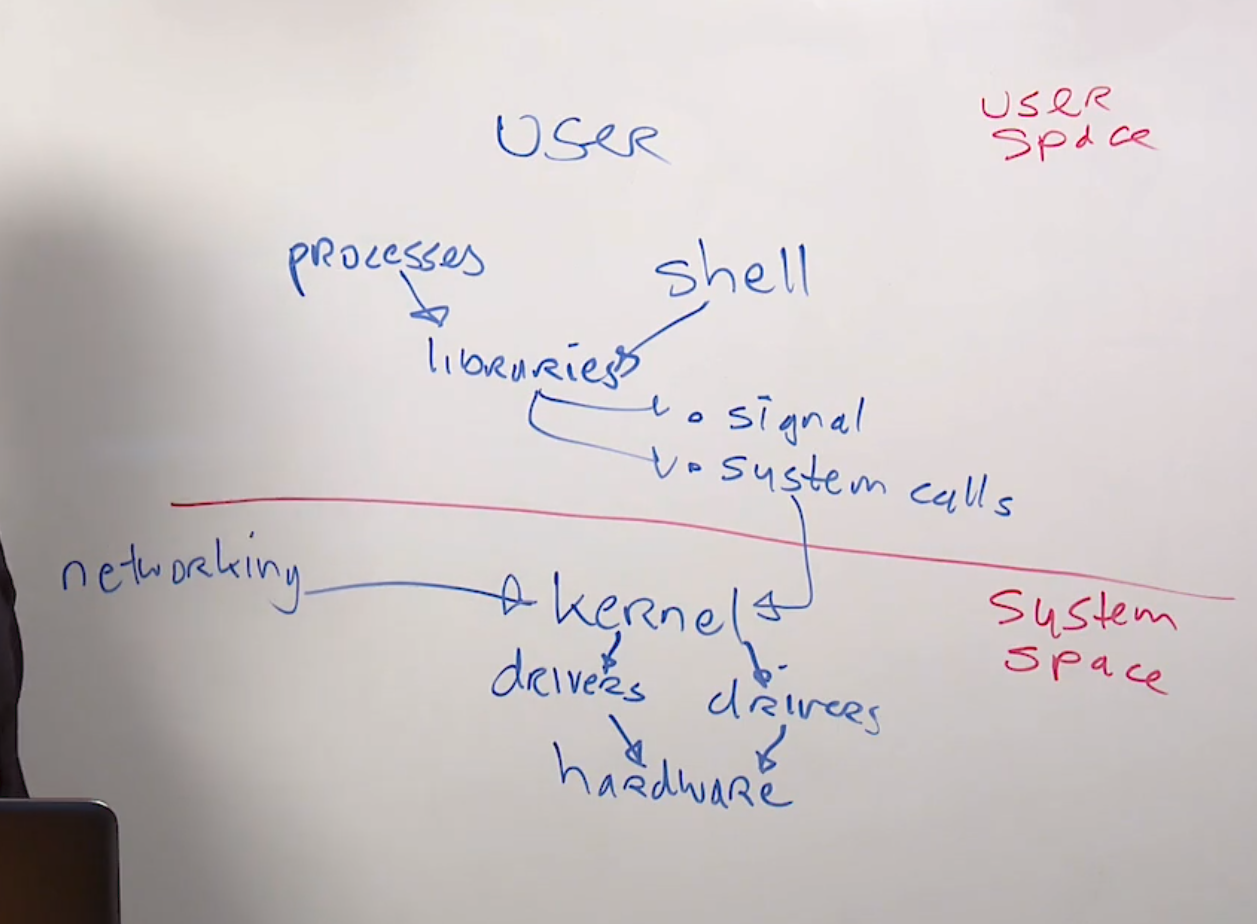 user
user
space
processes
shell
libraries
• signal
• system calls
networking
kernel
system
space
drivers
drivers
hardware